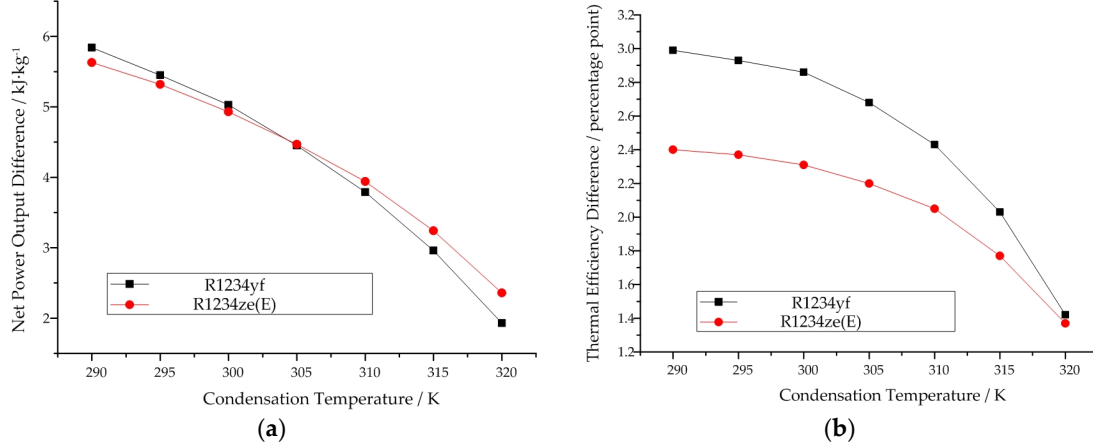 Net Power Output Difference / kJ·kg⁻¹
6
5
4
3
2
R1234yf
R1234ze(E)
290 295 300 305 310 315 320
Condensation Temperature / K
(a)
Thermal Efficiency Difference / percentage point
3.2
3.0
2.8
2.6
2.4
2.2
2.0
1.8
1.6
1.4
1.2
R1234yf
R1234ze(E)
290 295 300 305 310 315 320
Condensation Temperature / K
(b)